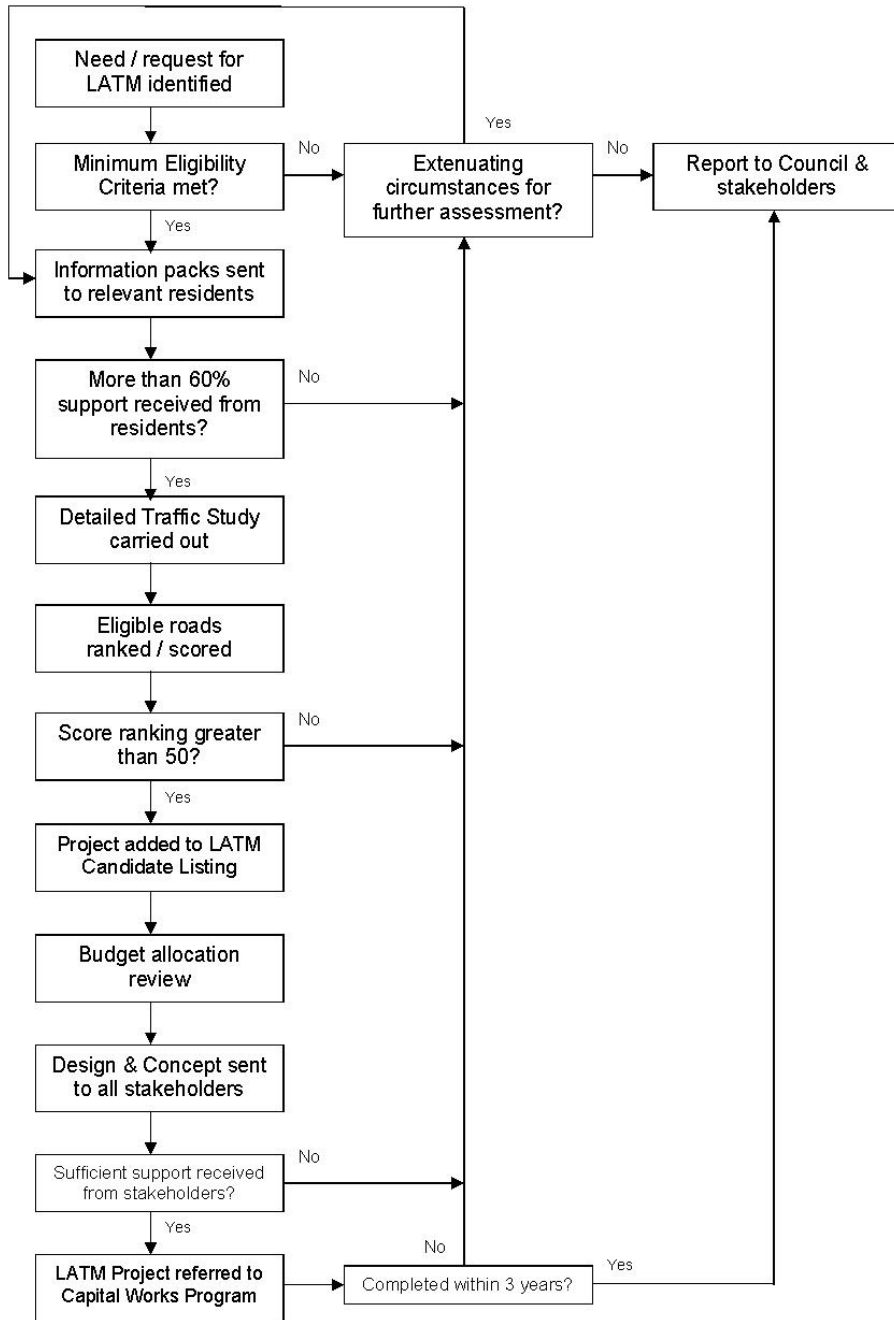 Need / request for
LATM identified
Yes
Minimum Eligibility
Criteria met?
No
Extenuating
circumstances for
further assessment?
No
Report to Council &
stakeholders
Yes
Information packs sent
to relevant residents
More than 60%
support received from
residents?
No
Yes
Detailed Traffic Study
carried out
Eligible roads
ranked / scored
Score ranking greater
than 50?
No
Yes
Project added to LATM
Candidate Listing
Budget allocation
review
Design & Concept sent
to all stakeholders
Sufficient support received
from stakeholders?
No
Yes
No
LATM Project referred to
Capital Works Program
Completed within 3 years?
Yes